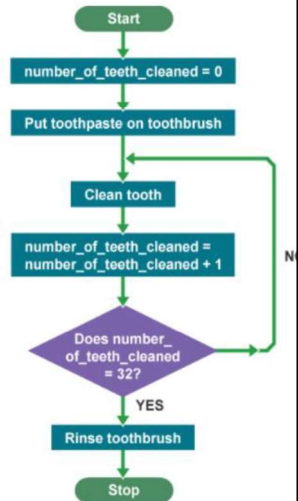 Start
number_of_teeth_cleaned = 0
Put toothpaste on toothbrush
Clean tooth
number_of_teeth_cleaned =
number_of_teeth_cleaned + 1
Does number_
of_teeth_cleaned
= 32?
YES
Rinse toothbrush
Stop